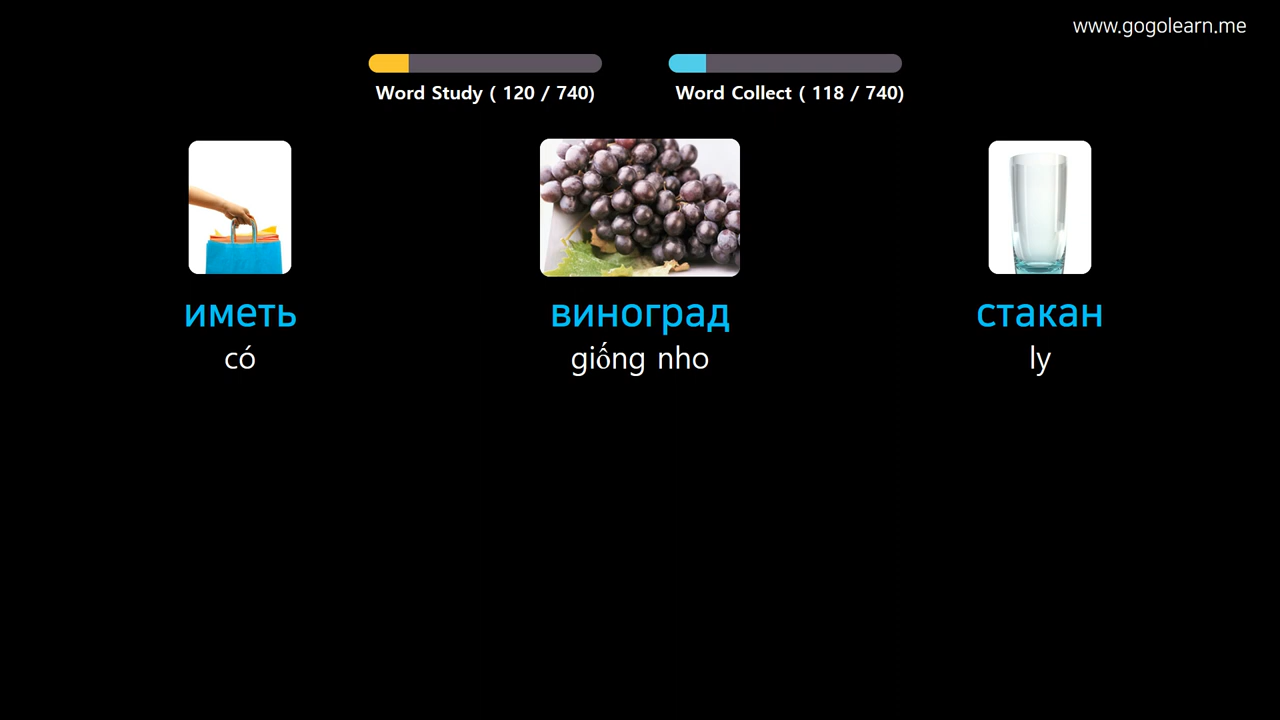 www.gogolearn.me
Word Study ( 120 / 740)
Word Collect ( 118 / 740)
иметь
виноград
стакан
có
giống nho
ly